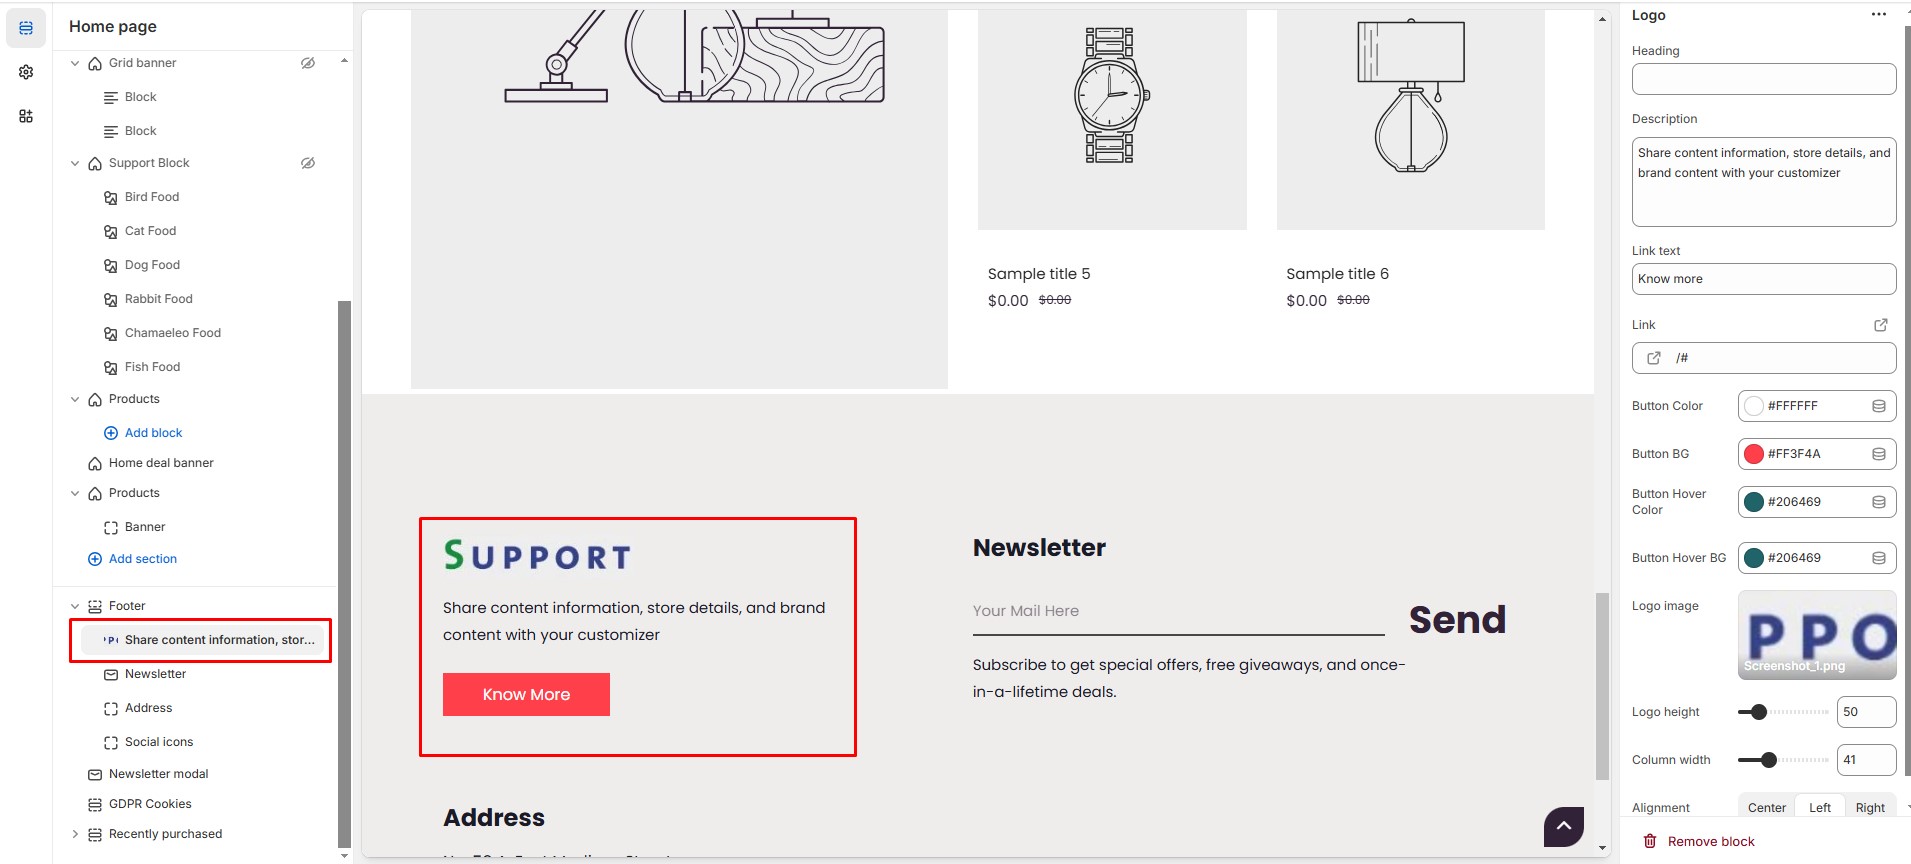 Home page
Grid banner
Block
Block
Support Block
Bird Food
Cat Food
Dog Food
Rabbit Food
Chamaeleo Food
Fish Food
Products
Add block
Home deal banner
Products
Banner
Add section
Footer
Share content information, stor...
Newsletter
Address
Social icons
Newsletter modal
GDPR Cookies
Recently purchased
Sample title 5
$0.00 $0.00
Sample title 6
$0.00 $0.00
SUPPORT
Share content information, store details, and brand
content with your customizer
Know More
Newsletter
Your Mail Here
Send
Subscribe to get special offers, free giveaways, and once-
in-a-lifetime deals.
Address
Logo
Heading
Description
Share content information, store details, and
brand content with your customizer
Link text
Know more
Link
/#
Button Color #FFFFFF
Button BG #FF3F4A
Button Hover
Color #206469
Button Hover BG #206469
Logo image
PPO
Screenshot_1.png
Logo height 50
Column width 41
Alignment Center Left Right
Remove block